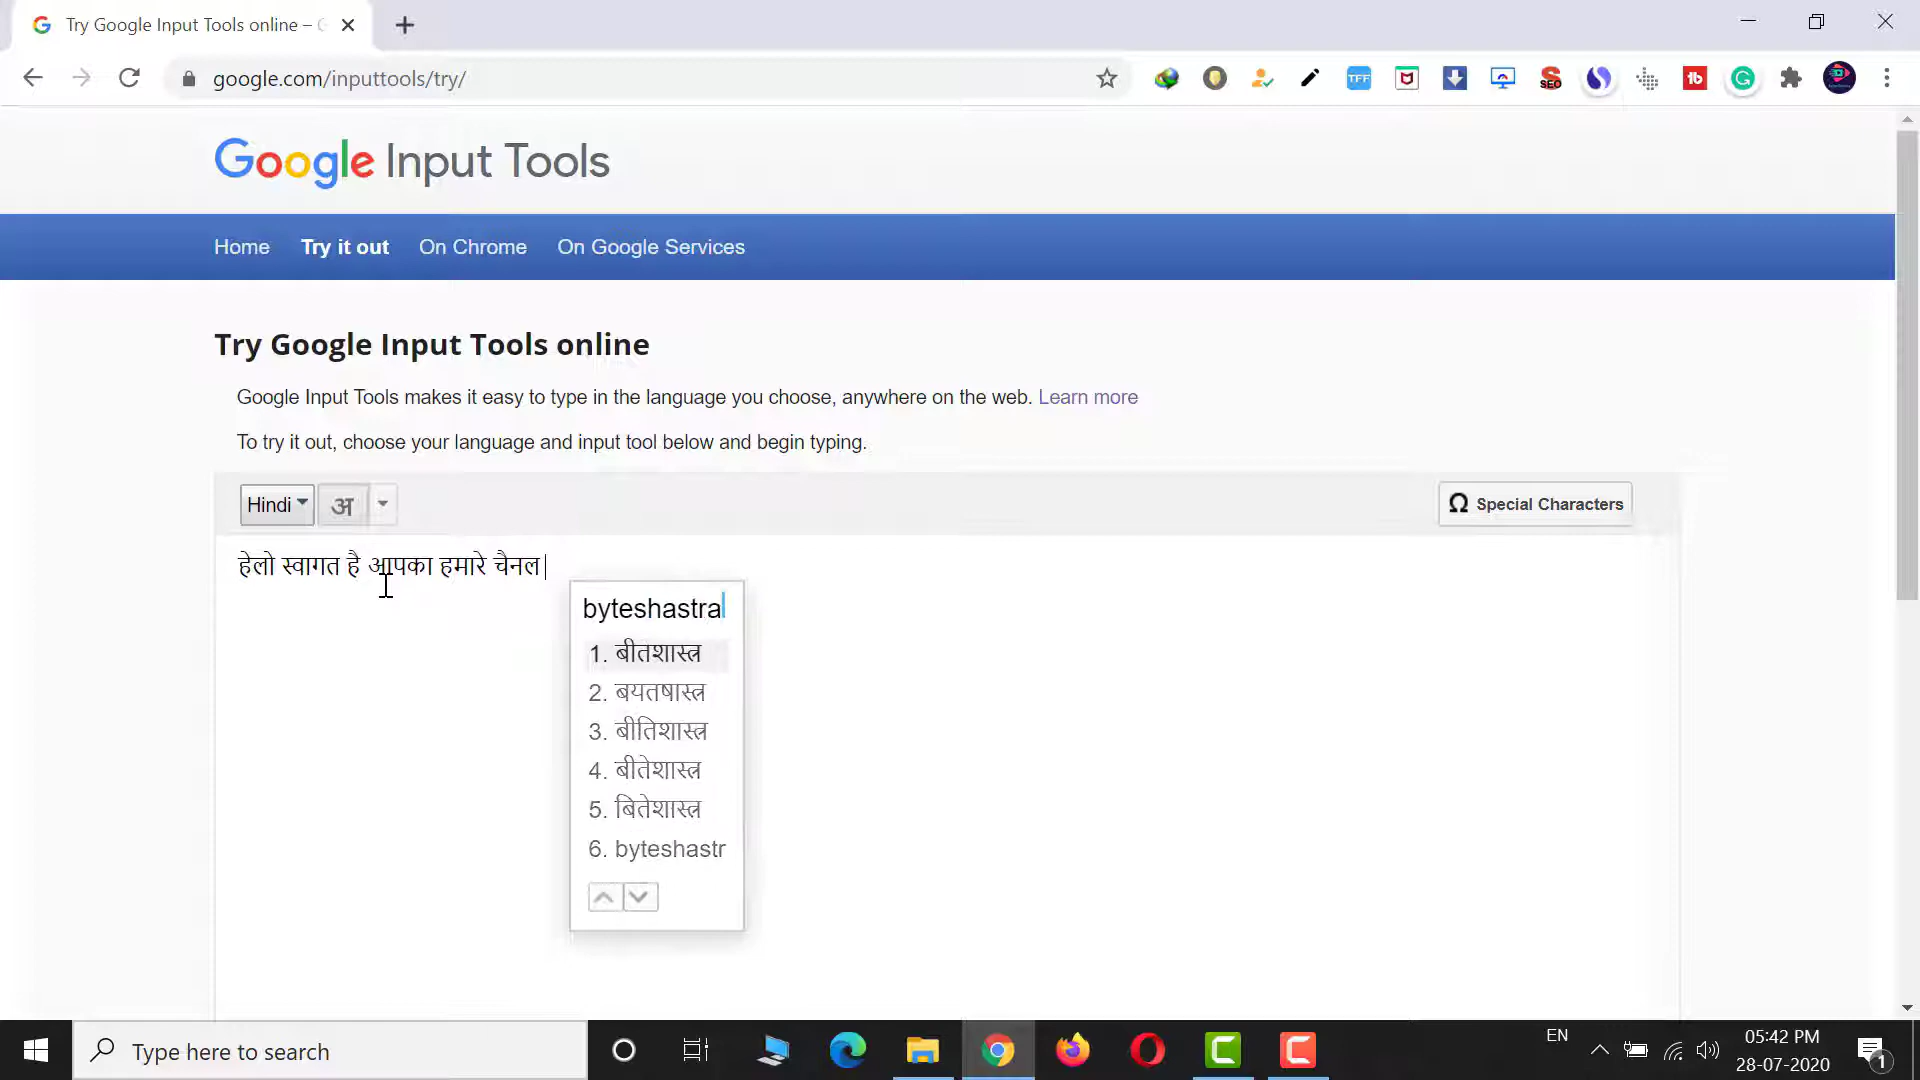 Try Google Input Tools online – G
google.com/inputtools/try/
TFF
SEO
Google Input Tools
Home Try it out On Chrome On Google Services
Try Google Input Tools online
Google Input Tools makes it easy to type in the language you choose, anywhere on the web. Learn more
To try it out, choose your language and input tool below and begin typing.
Hindi अ Ω Special Characters
हेलो स्वागत है आपका हमारे चैनल
byteshastra
1. बीतशास्त्र
2. बयतषास्त्र
3. बीतिशास्त्र
4. बीतेशास्त्र
5. बितेशास्त्र
6. byteshastr
Type here to search
EN
05:42 PM
28-07-2020
1